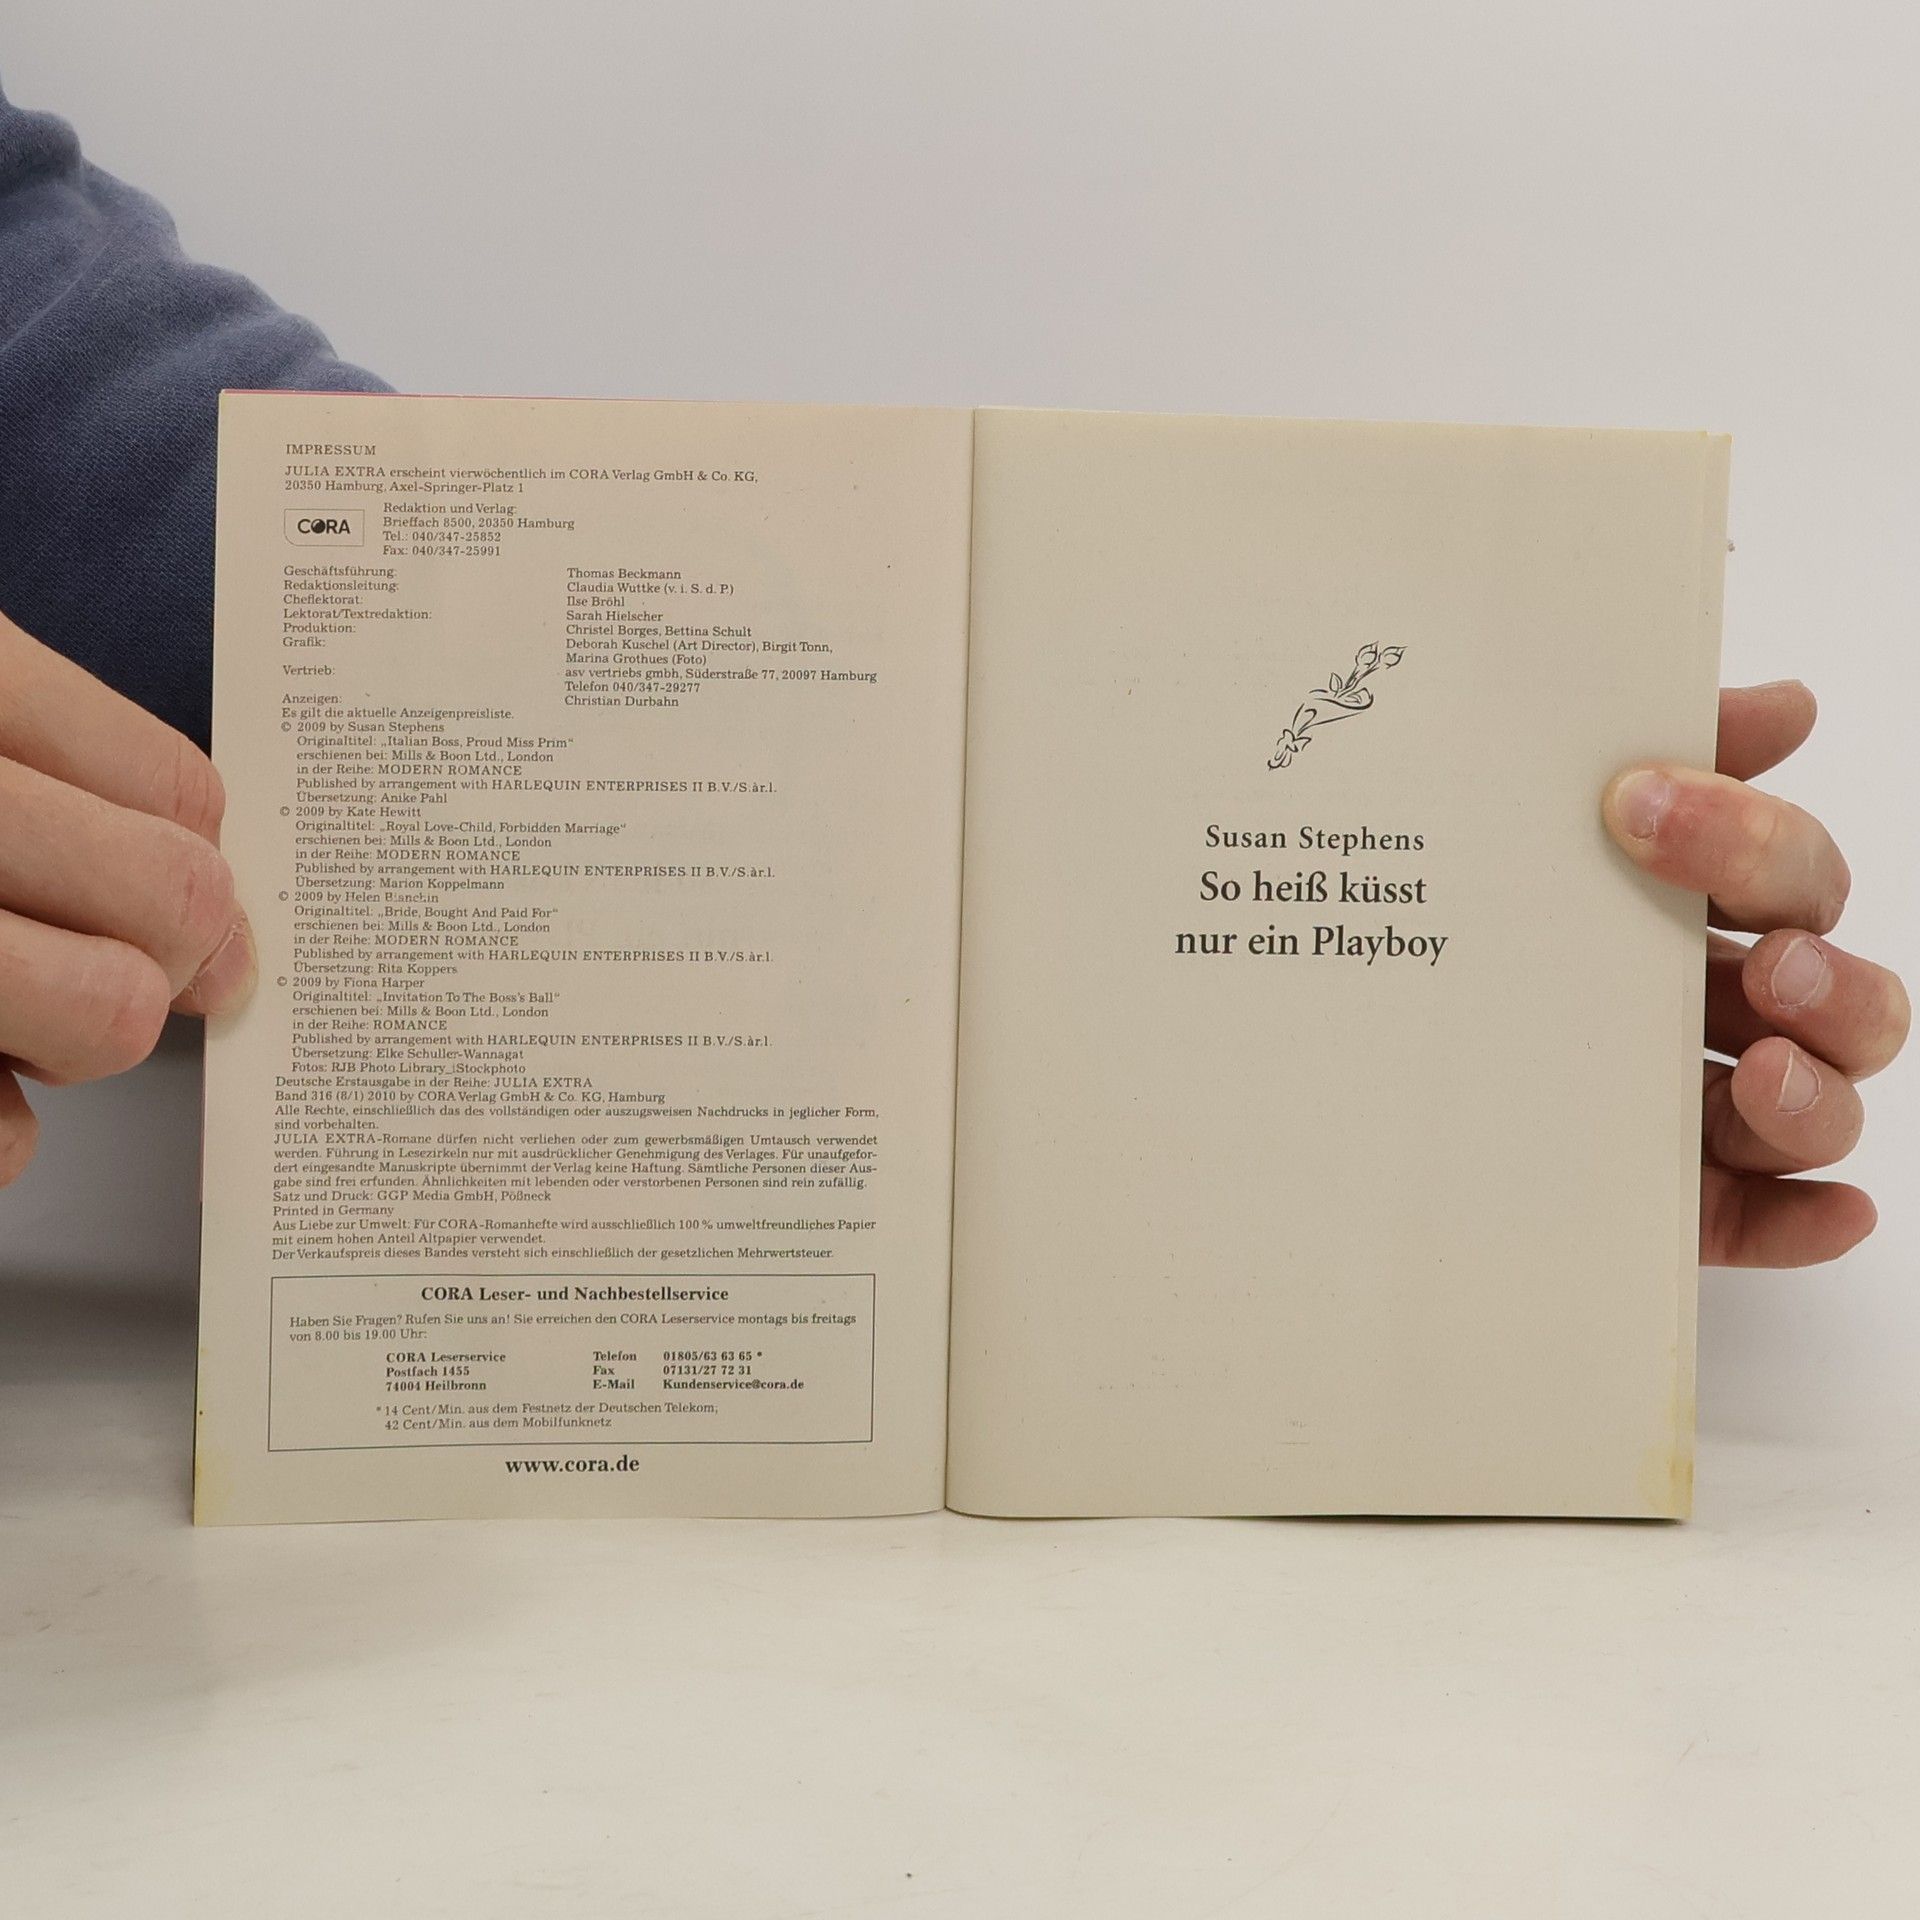 IMPRESSUM
JULIA EXTRA erscheint vierwöchentlich im CORA Verlag GmbH & Co. KG,
20350 Hamburg, Axel-Springer-Platz 1
CORA
Redaktion und Verlag:
Brieffach 8500, 20350 Hamburg
Tel.: 040/347-25852
Fax: 040/347-25991
Geschäftsführung: Thomas Beckmann
Redaktionsleitung: Claudia Wuttke (v. i. S. d. P.)
Cheflektorat: Ilse Bröhl
Lektorat/Textredaktion: Sarah Hielscher
Produktion: Christel Borges, Bettina Schult
Grafik: Deborah Kuschel (Art Director), Birgit Tonn,
Marina Grothues (Foto)
Vertrieb: asv vertriebs gmbh, Süderstraße 77, 20097 Hamburg
Telefon 040/347-29277
Anzeigen: Christian Durbahn
Es gilt die aktuelle Anzeigenpreisliste.
© 2009 by Susan Stephens
Originaltitel: „Italian Boss, Proud Miss Prim“
erschienen bei: Mills & Boon Ltd., London
in der Reihe: MODERN ROMANCE
Published by arrangement with HARLEQUIN ENTERPRISES II B.V./S.àr.l.
Übersetzung: Anike Pahl
© 2009 by Kate Hewitt
Originaltitel: „Royal Love-Child, Forbidden Marriage“
erschienen bei: Mills & Boon Ltd., London
in der Reihe: MODERN ROMANCE
Published by arrangement with HARLEQUIN ENTERPRISES II B.V./S.àr.l.
Übersetzung: Marion Koppelmann
© 2009 by Helen Bianchin
Originaltitel: „Bride, Bought And Paid For“
erschienen bei: Mills & Boon Ltd., London
in der Reihe: MODERN ROMANCE
Published by arrangement with HARLEQUIN ENTERPRISES II B.V./S.àr.l.
Übersetzung: Rita Koppers
© 2009 by Fiona Harper
Originaltitel: „Invitation To The Boss's Ball“
erschienen bei: Mills & Boon Ltd., London
in der Reihe: ROMANCE
Published by arrangement with HARLEQUIN ENTERPRISES II B.V./S.àr.l.
Übersetzung: Elke Schuller-Wannagat
Fotos: RJB Photo Library_iStockphoto
Deutsche Erstausgabe in der Reihe: JULIA EXTRA
Band 316 (8/1) 2010 by CORA Verlag GmbH & Co. KG, Hamburg
Alle Rechte, einschließlich das des vollständigen oder auszugsweisen Nachdrucks in jeglicher Form,
sind vorbehalten.
JULIA EXTRA-Romane dürfen nicht verliehen oder zum gewerbsmäßigen Umtausch verwendet
werden. Führung in Lesezirkeln nur mit ausdrücklicher Genehmigung des Verlages. Für unaufgefor-
dert eingesandte Manuskripte übernimmt der Verlag keine Haftung. Sämtliche Personen dieser Aus-
gabe sind frei erfunden. Ähnlichkeiten mit lebenden oder verstorbenen Personen sind rein zufällig.
Satz und Druck: GGP Media GmbH, Pößneck
Printed in Germany
Aus Liebe zur Umwelt: Für CORA-Romanhefte wird ausschließlich 100 % umweltfreundliches Papier
mit einem hohen Anteil Altpapier verwendet.
Der Verkaufspreis dieses Bandes versteht sich einschließlich der gesetzlichen Mehrwertsteuer.
CORA Leser- und Nachbestellservice
Haben Sie Fragen? Rufen Sie uns an! Sie erreichen den CORA Leserservice montags bis freitags
von 8.00 bis 19.00 Uhr:
CORA Leserservice Telefon 01805/63 63 65 *
Postfach 1455 Fax 07131/27 72 31
74004 Heilbronn E-Mail Kundenservice@cora.de
* 14 Cent/Min. aus dem Festnetz der Deutschen Telekom;
42 Cent/Min. aus dem Mobilfunknetz
www.cora.de
Susan Stephens
So heiß küsst
nur ein Playboy